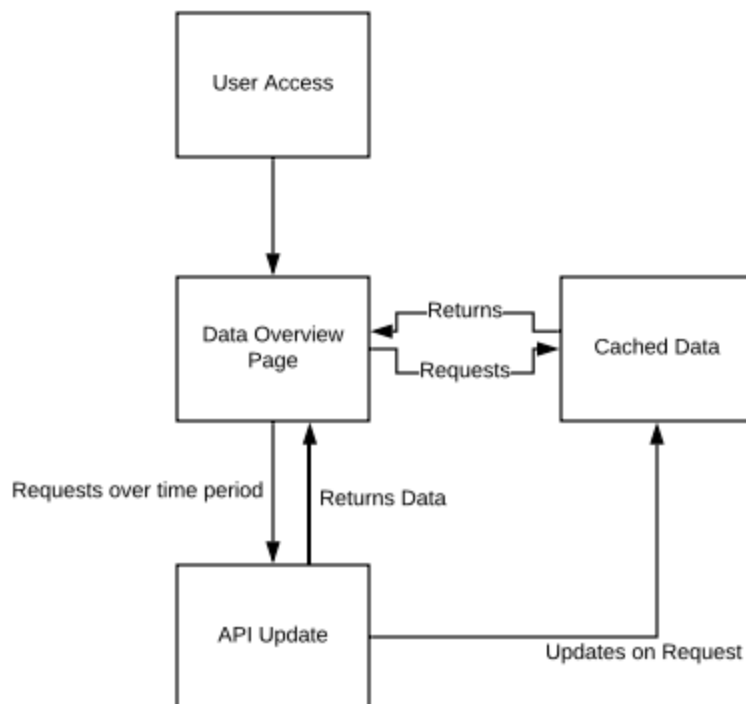 User Access
Data Overview
Page
Returns
Requests
Cached Data
Requests over time period
Returns Data
API Update
Updates on Request